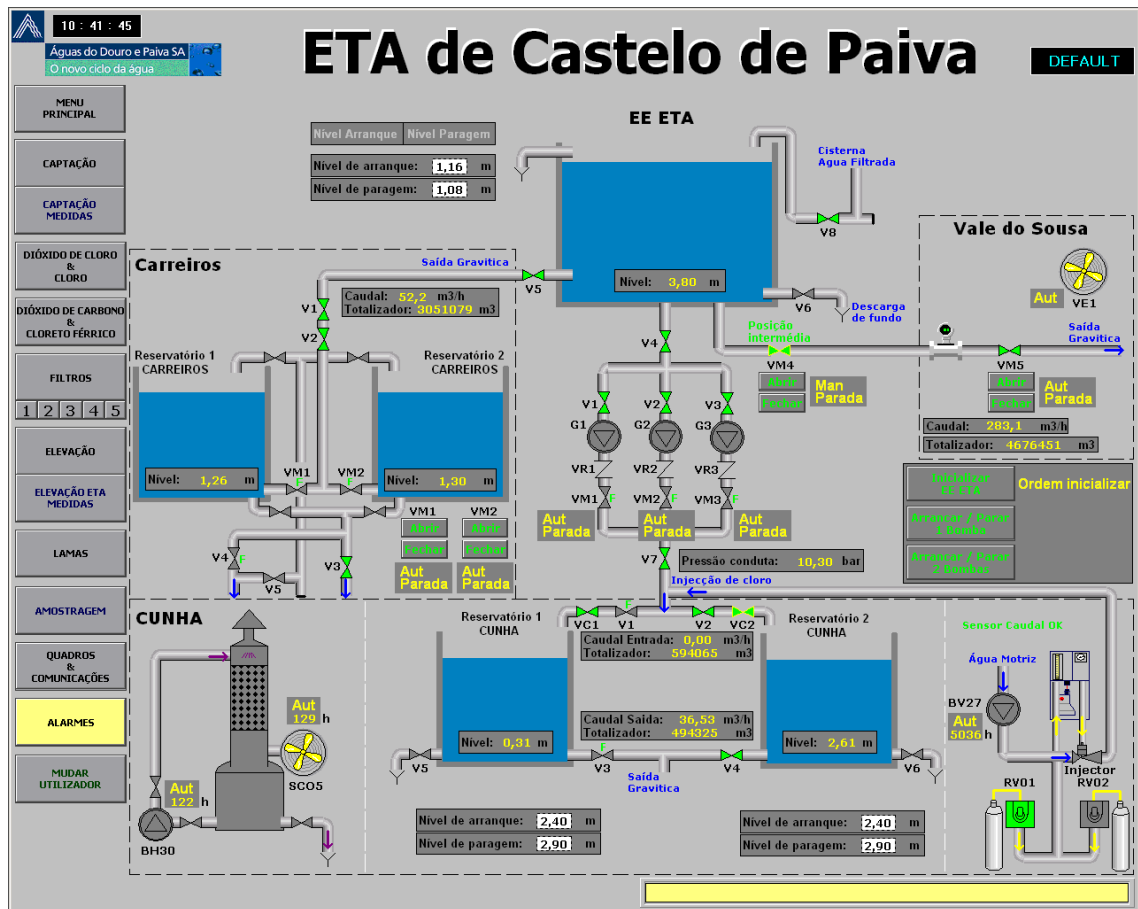 10 : 41 : 45
Águas do Douro e Paiva SA
O novo ciclo da água
ETA de Castelo de Paiva
DEFAULT
MENU
PRINCIPAL
CAPTAÇÃO
CAPTAÇÃO
MEDIDAS
DIÓXIDO DE CLORO
&
CLORO
DIÓXIDO DE CARBONO
&
CLORETO FÉRRICO
FILTROS
1 2 3 4 5
ELEVAÇÃO
ELEVAÇÃO ETA
MEDIDAS
LAMAS
AMOSTRAGEM
QUADROS
&
COMUNICAÇÕES
ALARMES
MUDAR
UTILIZADOR
Nível Arranque Nível Paragem
Nível de arranque: 1,16 m
Nível de paragem: 1,08 m
EE ETA
Cisterna
Agua Filtrada
V8
Nível: 3,80 m
V6
Descarga
de fundo
Saída Gravitica
V5
Carreiros
Caudal: 52,2 m3/h
Totalizador: 3051079 m3
V1
V2
Reservatório 1
CARREIROS
Reservatório 2
CARREIROS
Nível: 1,26 m
VM1
F
VM2
F
Nível: 1,30 m
VM1
Abrir
Fechar
Aut
Parada
VM2
Abrir
Fechar
Aut
Parada
V4
F
V5
V3
F
V4
V1
V2
V3
G1
G2
G3
VR1
VR2
VR3
VM1
F
VM2
F
VM3
F
Aut
Parada
Aut
Parada
Aut
Parada
V7
Pressão conduta: 10,30 bar
Injecção de cloro
Posição
intermédia
VM4
Abrir
Fechar
Man
Parada
Vale do Sousa
Aut
VE1
Saída
Gravitica
VM5
Abrir
Fechar
Aut
Parada
Caudal: 283,1 m3/h
Totalizador: 4676451 m3
Inicializar
EE ETA
Ordem inicializar
Arrancar / Parar
1 Bomba
Arrancar / Parar
2 Bombas
CUNHA
Aut
129 h
SCO5
Aut
122 h
BH30
Reservatório 1
CUNHA
VC1
F
V1
V2
VC2
Reservatório 2
CUNHA
Caudal Entrada: 0,00 m3/h
Totalizador: 594065 m3
Caudal Saída: 36,53 m3/h
Totalizador: 494325 m3
Nível: 0,31 m
Nível: 2,61 m
V5
F
V3
Saída
Gravitica
V4
V6
Nível de arranque: 2,40 m
Nível de paragem: 2,90 m
Nível de arranque: 2,40 m
Nível de paragem: 2,90 m
Sensor Caudal OK
Água Motriz
BV27
Aut
5036 h
Injector
RV01
RV02